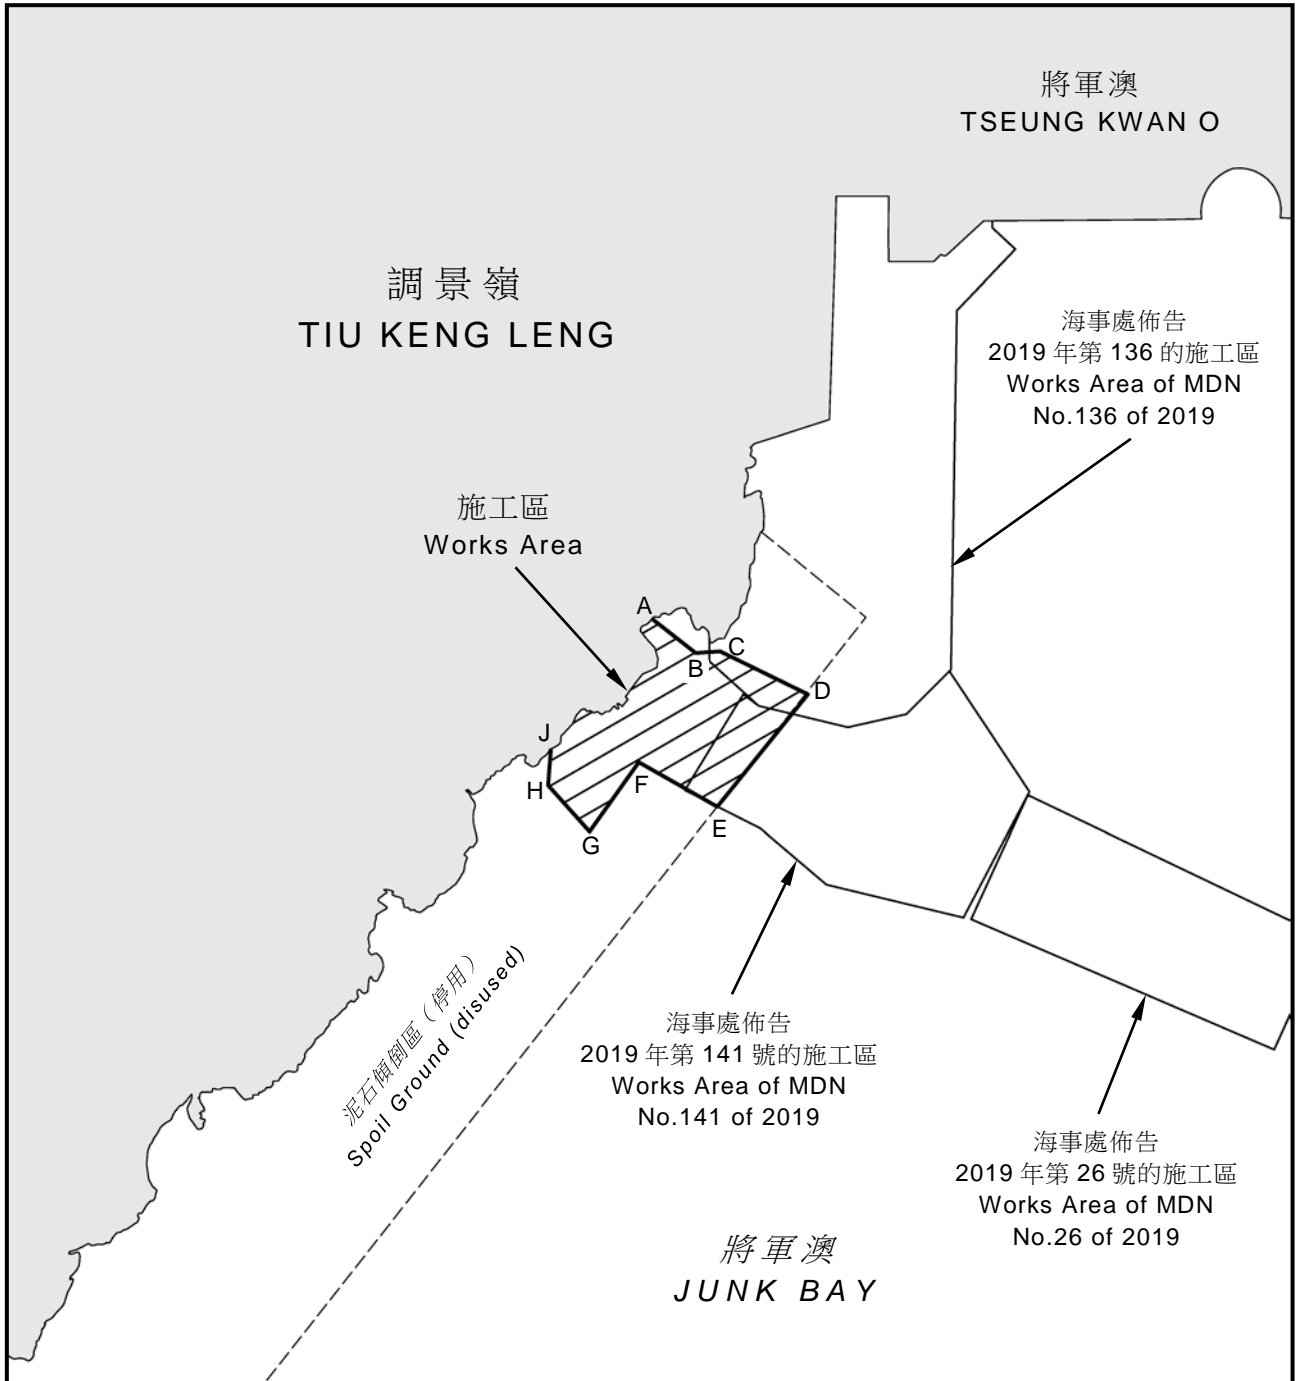 將軍澳
TSEUNG KWAN O
調景嶺
TIU KENG LENG
海事處佈告
2019 年第 136 的施工區
Works Area of MDN
No.136 of 2019
施工區
Works Area
A
B
C
D
J
H
F
G
E
泥石傾倒區（停用）
Spoil Ground (disused)
海事處佈告
2019 年第 141 號的施工區
Works Area of MDN
No.141 of 2019
海事處佈告
2019 年第 26 號的施工區
Works Area of MDN
No.26 of 2019
將軍澳
JUNK BAY